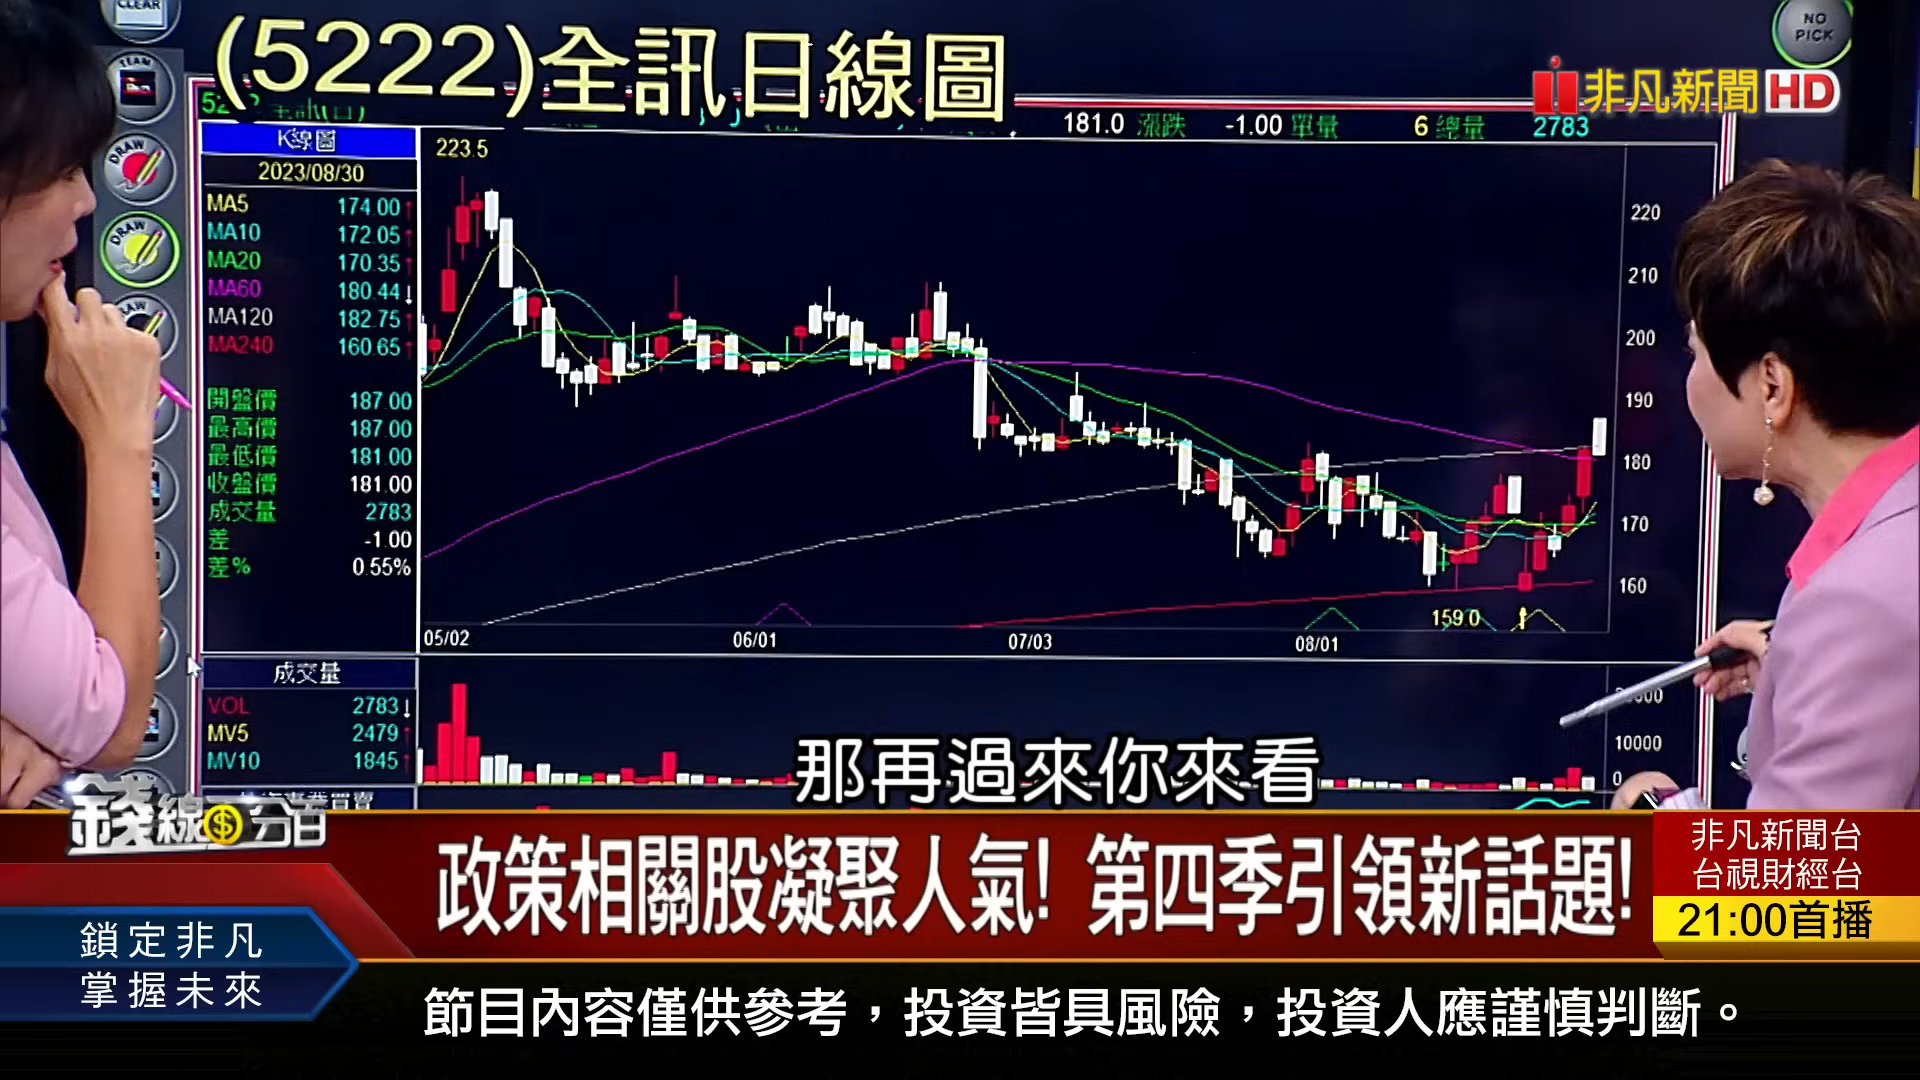 CLEAR
NO
PICK
(5222)全訊日線圖
非凡新聞HD
TEAM
181.0 漲跌 -1.00 單量 6 總量 2783
K線圖
2023/08/30
MA5 174.00
MA10 172.05
MA20 170.35
MA60 180.44
MA120 182.75
MA240 160.65
開盤價 187.00
最高價 187.00
最低價 181.00
收盤價 181.00
成交量 2783
差 -1.00
差% 0.55%
DRAW
DRAW
223.5
220
210
200
190
180
170
160
159.0
05/02 06/01 07/03 08/01
成交量
VOL 2783
MV5 2479
MV10 1845
10000
0
那再過來你來看
錢線百分百
政策相關股凝聚人氣! 第四季引領新話題!
非凡新聞台
台視財經台
21:00首播
鎖定非凡
掌握未來
節目內容僅供參考，投資皆具風險，投資人應謹慎判斷。